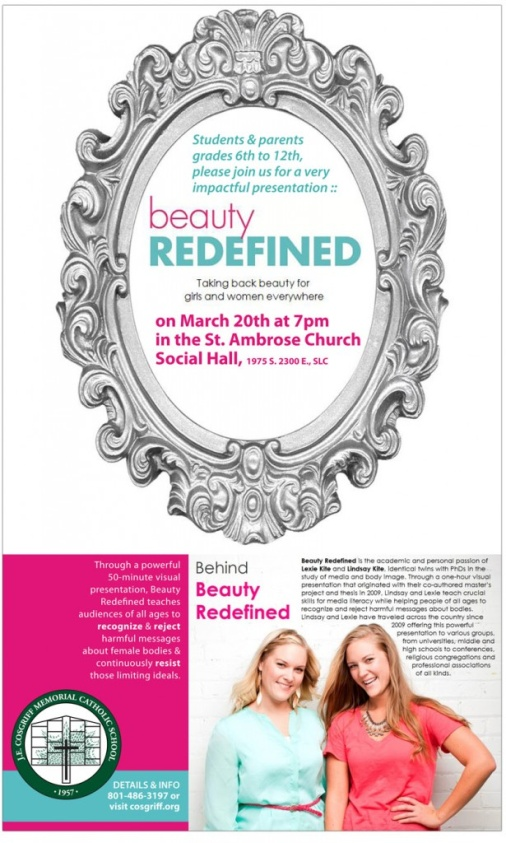 Students & parents
grades 6th to 12th,
please join us for a very
impactful presentation ::
beauty
REDEFINED
Taking back beauty for
girls and women everywhere
on March 20th at 7pm
in the St. Ambrose Church
Social Hall, 1975 S. 2300 E., SLC
Through a powerful
50-minute visual
presentation, Beauty
Redefined teaches
audiences of all ages to
recognize & reject
harmful messages
about female bodies &
continuously resist
those limiting ideals.
J.E. COSGRIFF MEMORIAL CATHOLIC SCHOOL
• 1957 •
DETAILS & INFO
801-486-3197 or
visit cosgriff.org
Behind
Beauty
Redefined
Beauty Redefined is the academic and personal passion of
Lexie Kite and Lindsay Kite, identical twins with PhDs in the
study of media and body image. Through a one-hour visual
presentation that originated with their co-authored master's
project and thesis in 2009, Lindsay and Lexie teach crucial
skills for media literacy while helping people of all ages to
recognize and reject harmful messages about bodies.
Lindsay and Lexie have traveled across the country since
2009 offering this powerful
presentation to various groups,
from universities, middle and
high schools to conferences,
religious congregations and
professional associations
of all kinds.